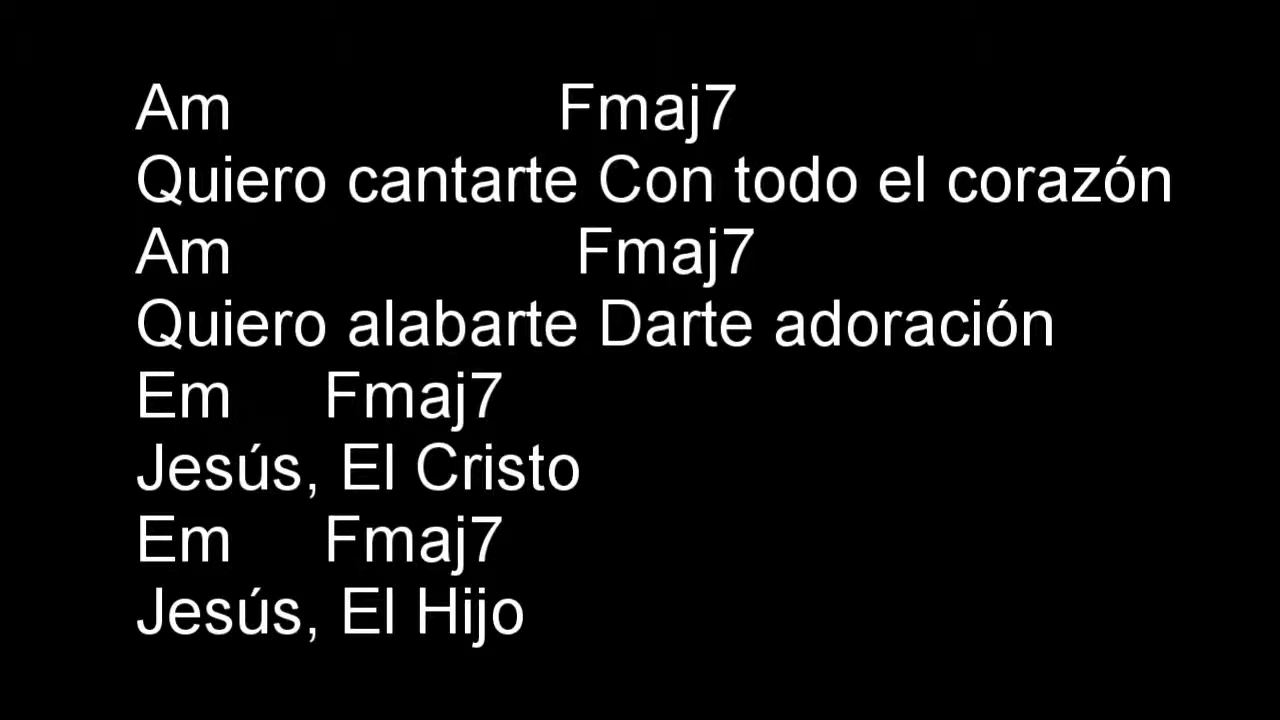 Am Fmaj7
Quiero cantarte Con todo el corazón
Am Fmaj7
Quiero alabarte Darte adoración
Em Fmaj7
Jesús, El Cristo
Em Fmaj7
Jesús, El Hijo